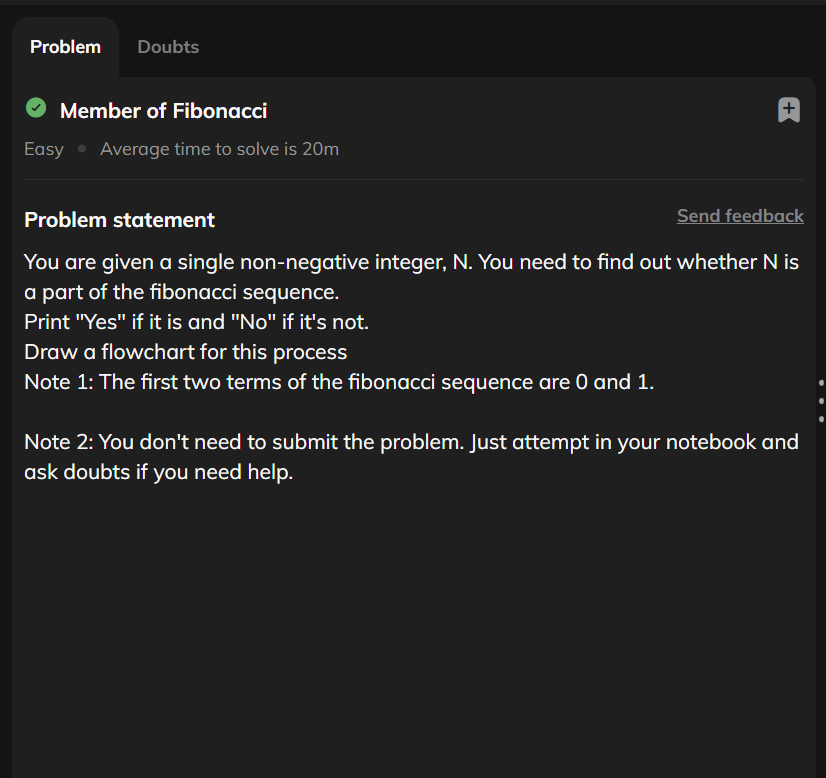 Problem
Doubts
Member of Fibonacci
Easy
Average time to solve is 20m
Problem statement
Send feedback
You are given a single non-negative integer, N. You need to find out whether N is
a part of the fibonacci sequence.
Print "Yes" if it is and "No" if it's not.
Draw a flowchart for this process
Note 1: The first two terms of the fibonacci sequence are 0 and 1.
Note 2: You don't need to submit the problem. Just attempt in your notebook and
ask doubts if you need help.